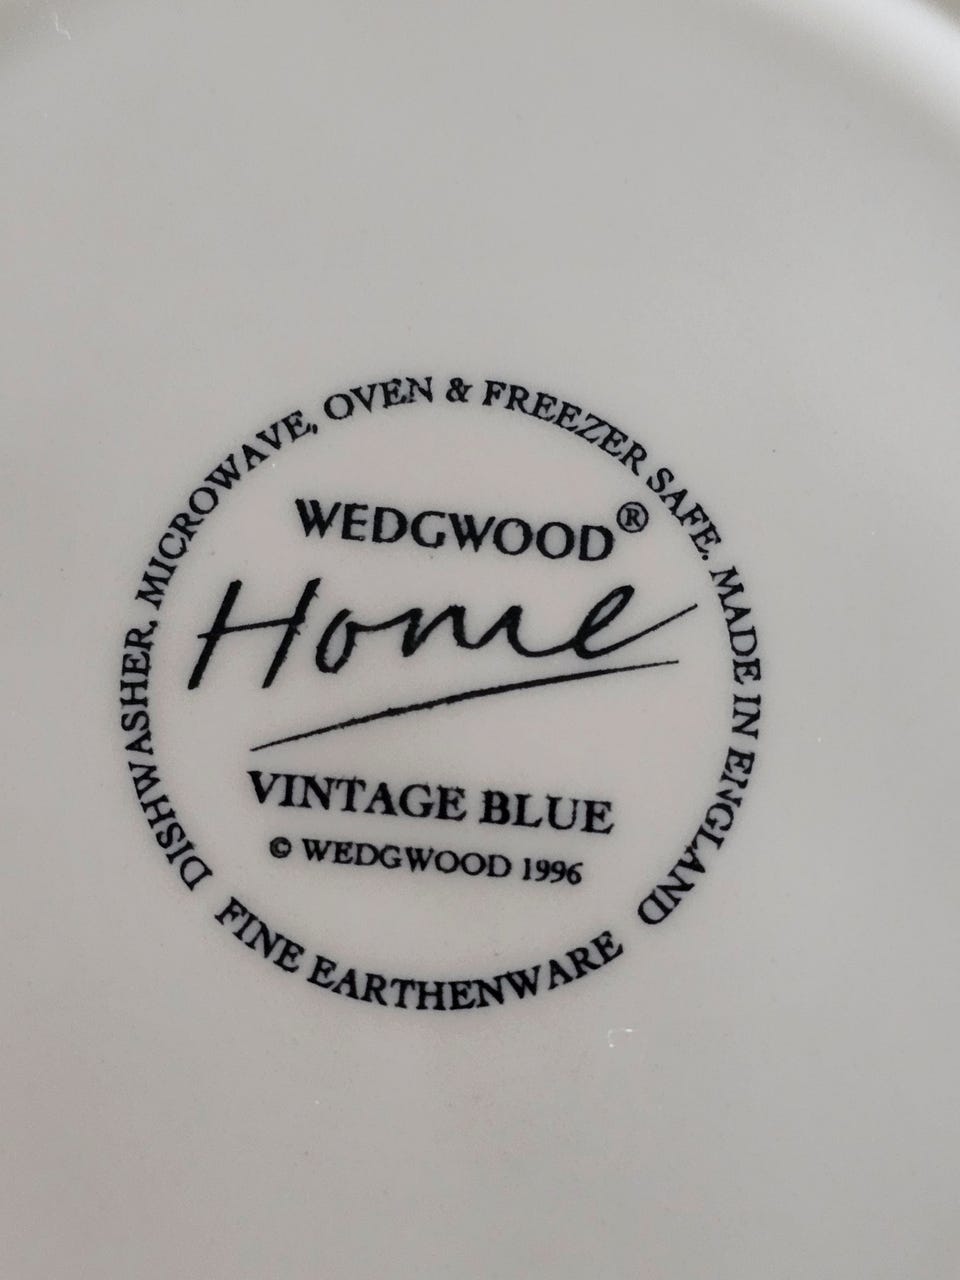 DISHWASHER, MICROWAVE, OVEN & FREEZER SAFE. MADE IN ENGLAND
WEDGWOOD®
Home
VINTAGE BLUE
© WEDGWOOD 1996
FINE EARTHENWARE